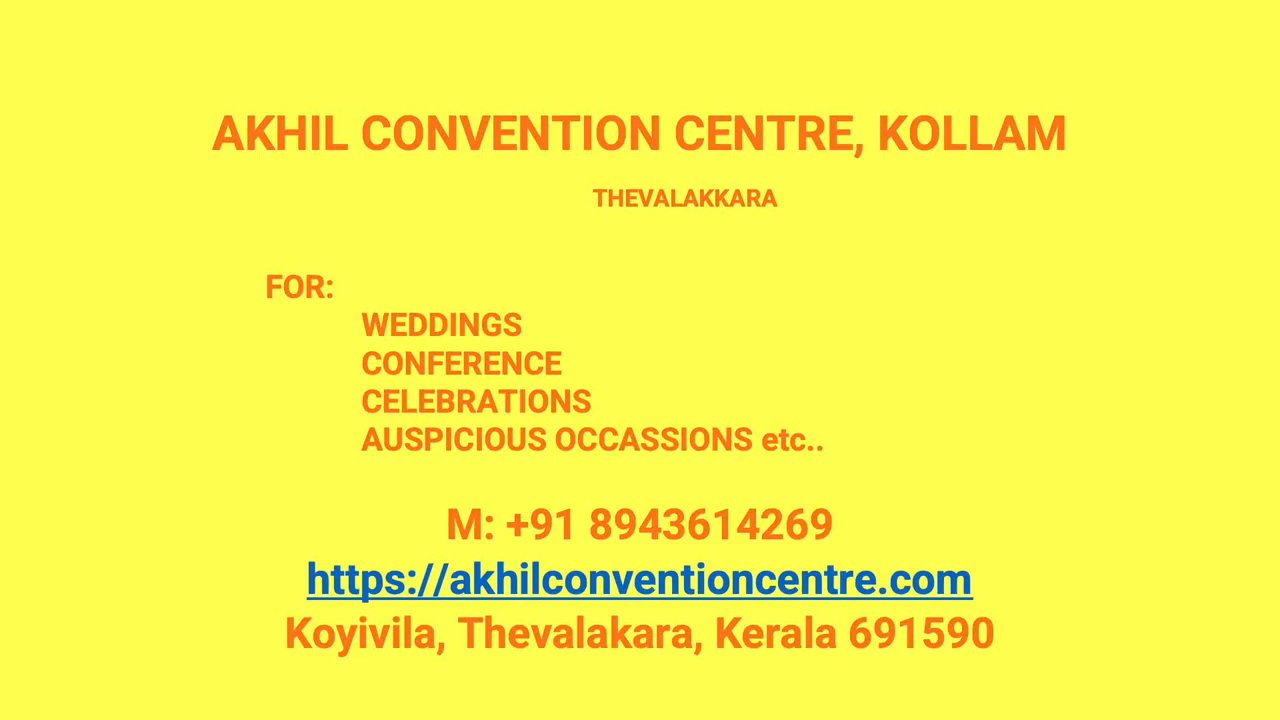 AKHIL CONVENTION CENTRE, KOLLAM
THEVALAKKARA
FOR:
WEDDINGS
CONFERENCE
CELEBRATIONS
AUSPICIOUS OCCASSIONS etc..
M: +91 8943614269
https://akhilconventioncentre.com
Koyivila, Thevalakara, Kerala 691590